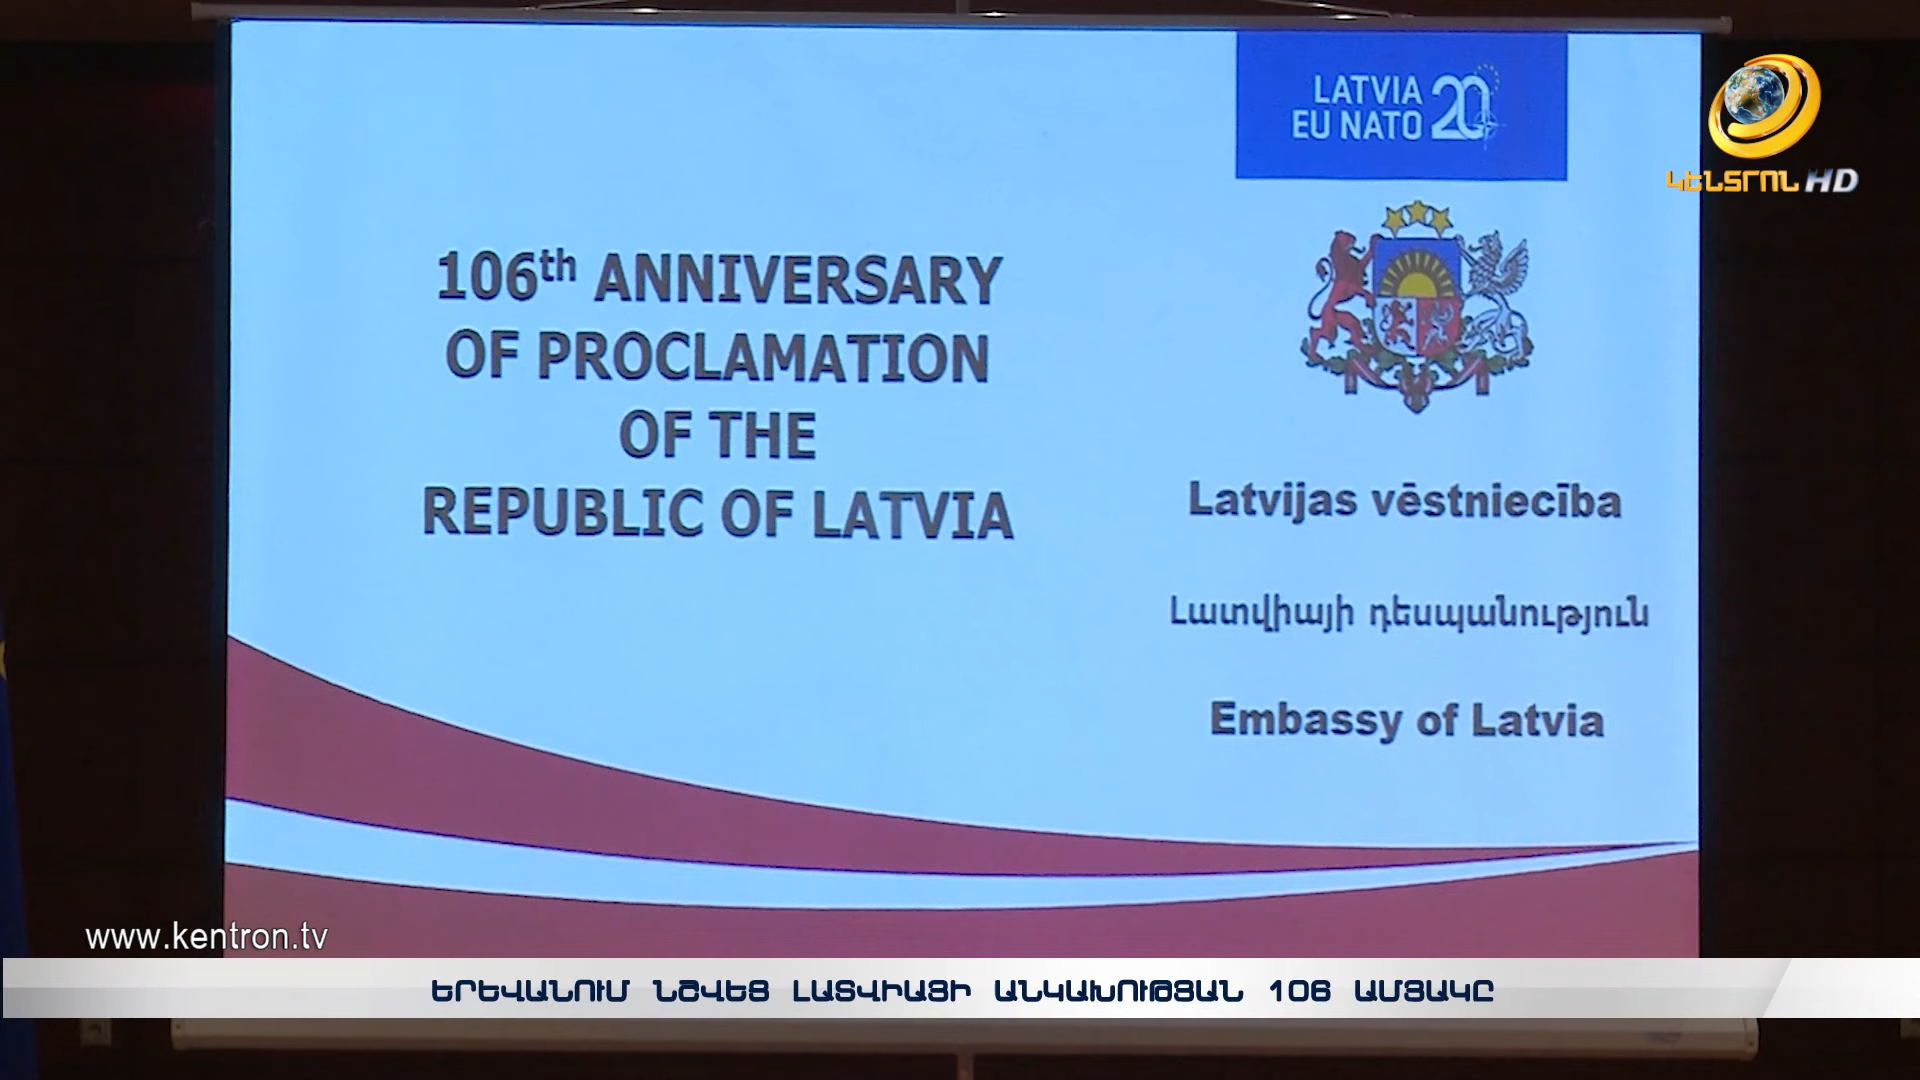 LATVIA
EU NATO 20
ԿԵՆՏՐՈՆ HD
106th ANNIVERSARY
OF PROCLAMATION
OF THE
REPUBLIC OF LATVIA
Latvijas vēstniecība
Լատվիայի դեսպանություն
Embassy of Latvia
www.kentron.tv
ԵՐԵՎԱՆՈՒՄ ՆՇՎԵՑ ԼԱՏՎԻԱՅԻ ԱՆԿԱԽՈՒԹՅԱՆ 106 ԱՄՅԱԿԸ